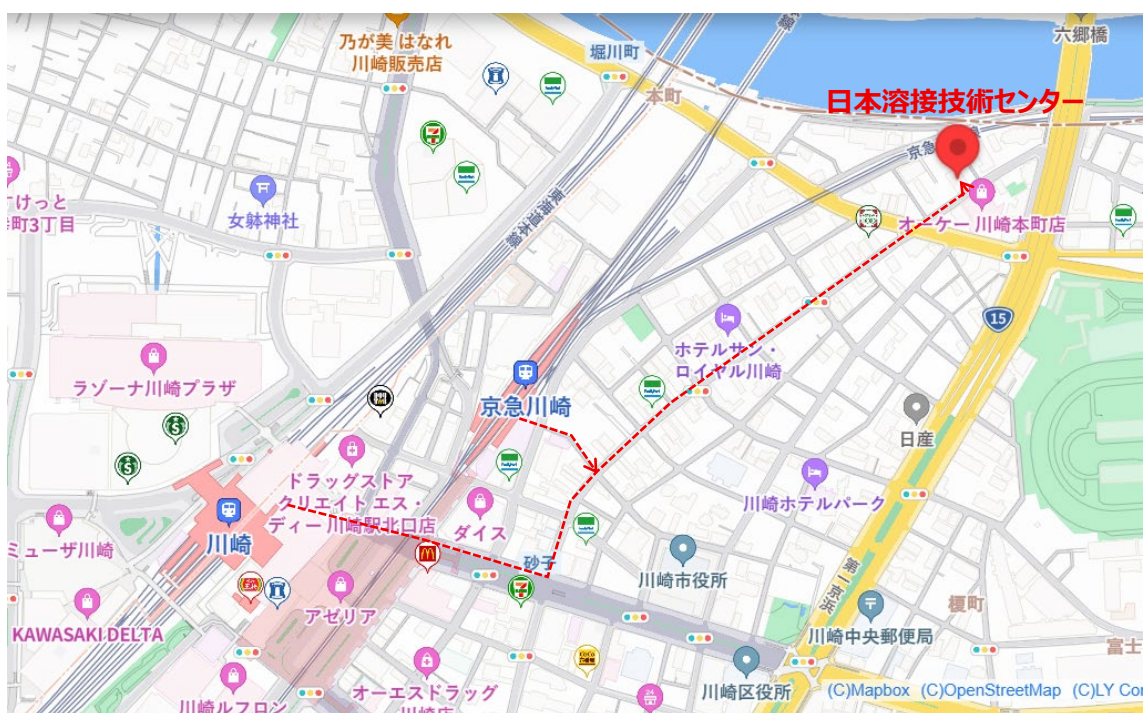 乃が美 はなれ
川崎販売店
堀川町
六郷橋
本町
日本溶接技術センター
京急
女躰神社
東海道本線
けっと
町3丁目
オーケー 川崎本町店
15
ホテルサン・
ロイヤル川崎
ラゾーナ川崎プラザ
京急川崎
日産
ドラッグストア
クリエイト エス・
ディー 川崎駅北口店
ダイス
川崎ホテルパーク
川崎
ミューザ川崎
砂子
川崎市役所
第一京浜
アゼリア
榎町
KAWASAKI DELTA
川崎中央郵便局
富士
オーエスドラッグ
川崎店
川崎区役所
川崎ルフロン
(C)Mapbox (C)OpenStreetMap (C)LY Cor